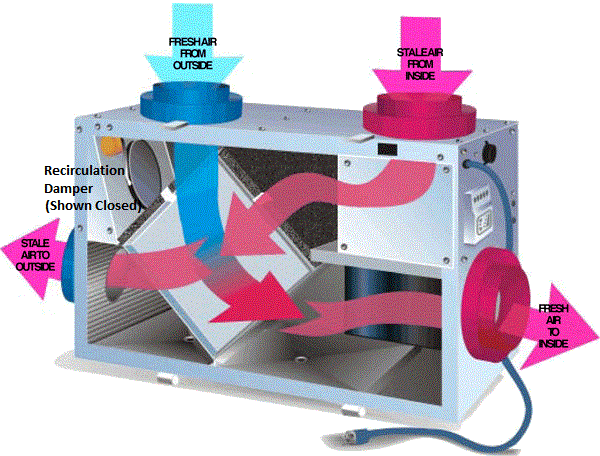 FRESH AIR
FROM
OUTSIDE
STALE AIR
FROM
INSIDE
Recirculation
Damper
(Shown Closed)
STALE
AIR TO
OUTSIDE
FRESH
AIR
TO
INSIDE